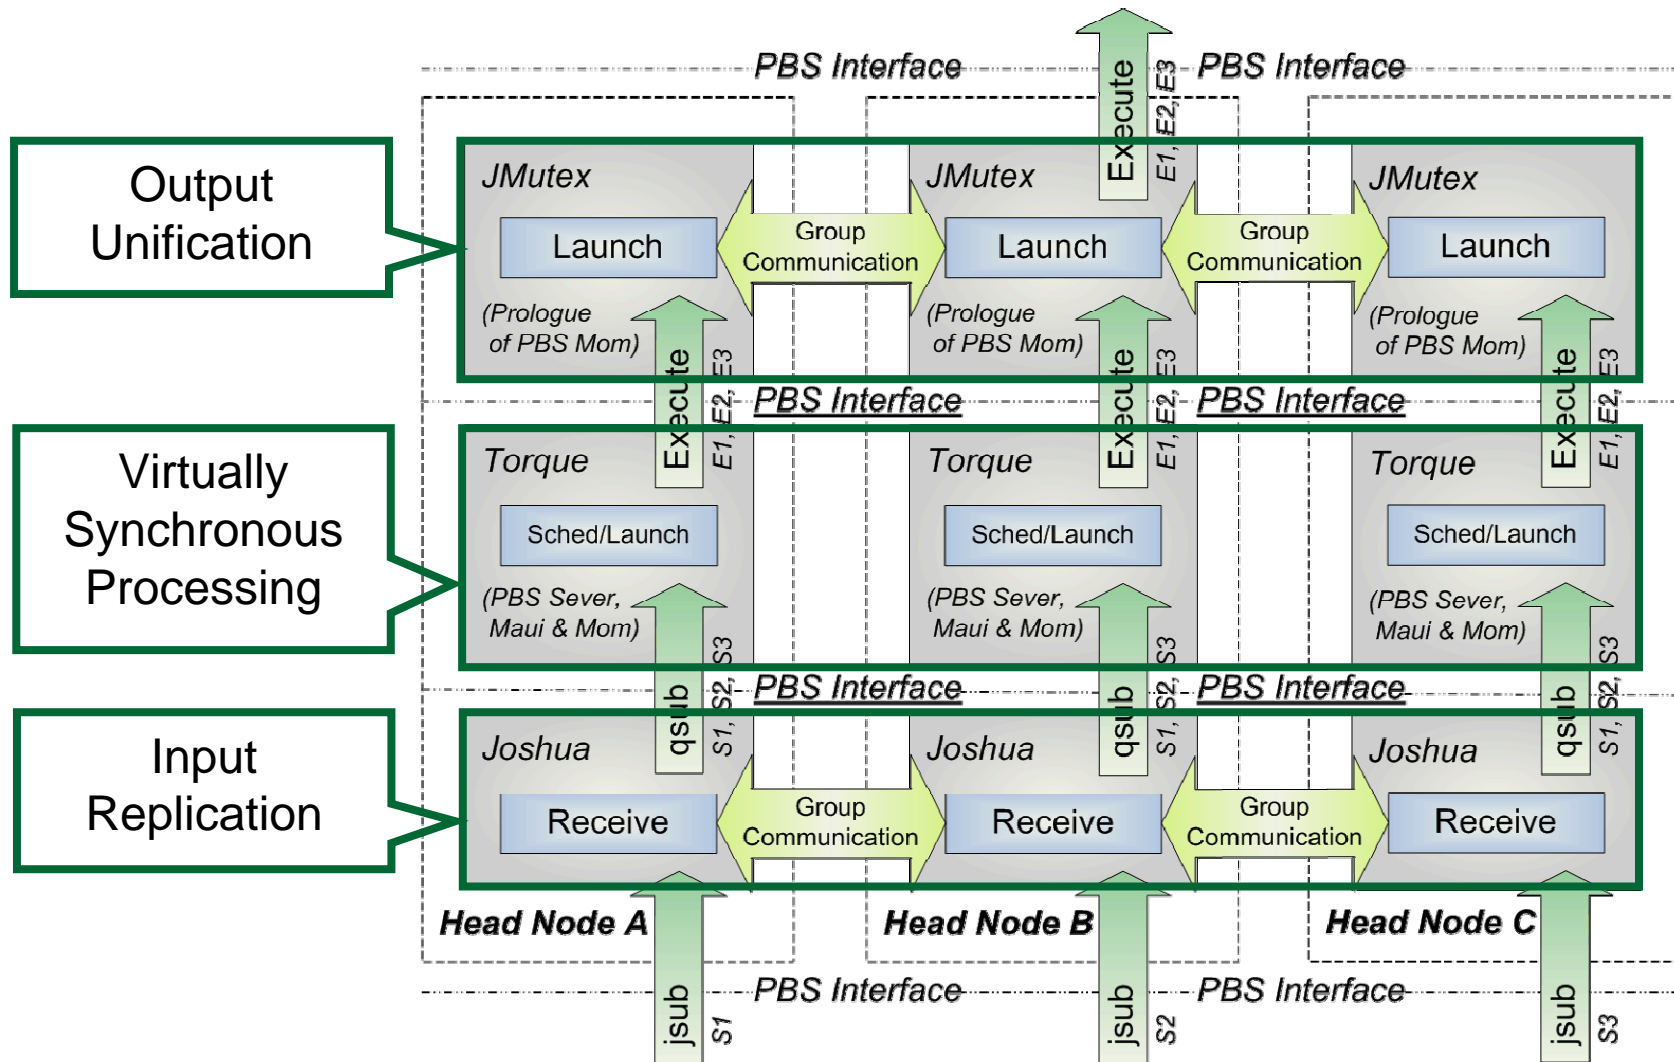 PBS Interface
PBS Interface
Execute
E1, E2, E3
Output
Unification
JMutex
Launch
(Prologue
of PBS Mom)
Group
Communication
JMutex
Launch
(Prologue
of PBS Mom)
Group
Communication
JMutex
Launch
(Prologue
of PBS Mom)
Execute
E1, E2, E3
PBS Interface
Execute
E1, E2, E3
PBS Interface
Execute
E1, E2, E3
Virtually
Synchronous
Processing
Torque
Sched/Launch
(PBS Sever,
Maui & Mom)
Torque
Sched/Launch
(PBS Sever,
Maui & Mom)
Torque
Sched/Launch
(PBS Sever,
Maui & Mom)
qsub
S1, S2, S3
PBS Interface
qsub
S1, S2, S3
PBS Interface
qsub
S1, S2, S3
Input
Replication
Joshua
Receive
Group
Communication
Joshua
Receive
Group
Communication
Joshua
Receive
Head Node A
Head Node B
Head Node C
jsub
S1
PBS Interface
jsub
S2
PBS Interface
jsub
S3